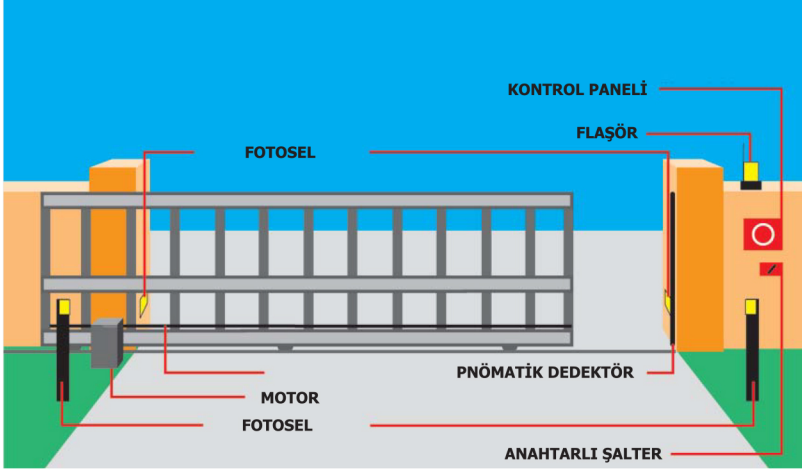 KONTROL PANELİ
FLAŞÖR
FOTOSEL
PNÖMATİK DEDEKTÖR
MOTOR
FOTOSEL
ANAHTARLI ŞALTER